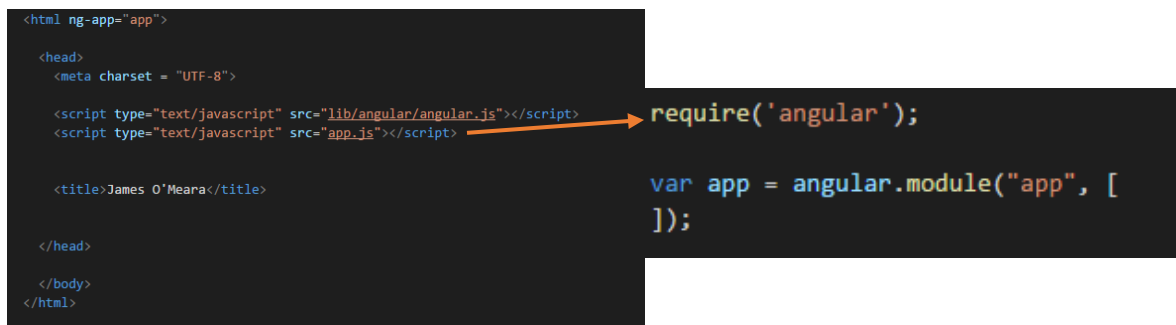 <html ng-app="app">
<head>
<meta charset = "UTF-8">
<script type="text/javascript" src="lib/angular/angular.js"></script>
<script type="text/javascript" src="app.js"></script>
<title>James O'Meara</title>
</head>
</body>
</html>
require('angular');
var app = angular.module("app", [
]);